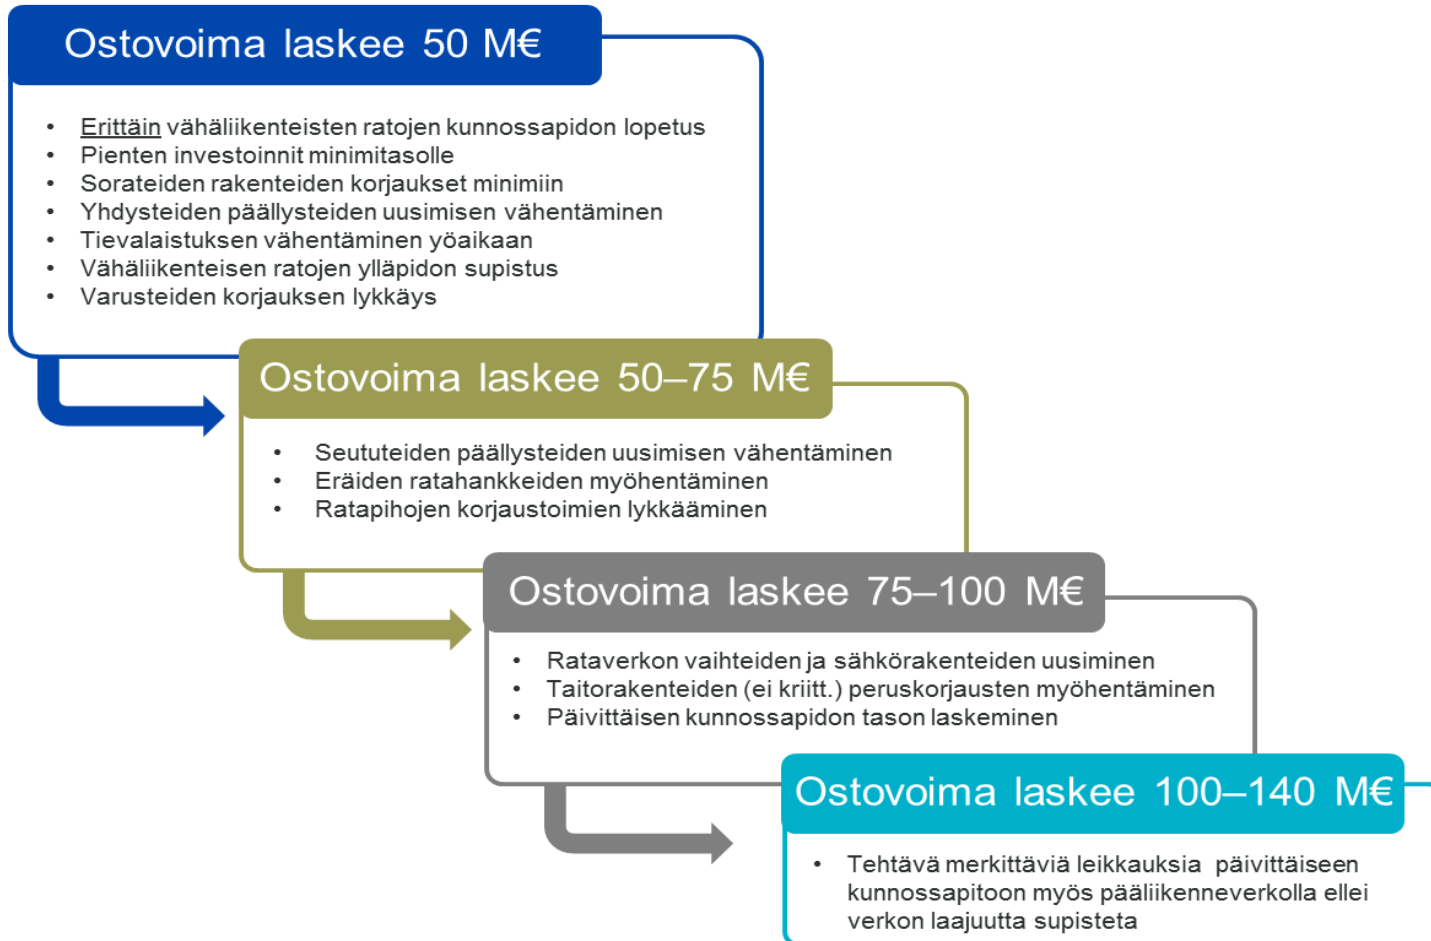 Ostovoima laskee 50 M€
• Erittäin vähäliikenteisten ratojen kunnossapidon lopetus
• Pienten investoinnit minimitasolle
• Sorateiden rakenteiden korjaukset minimiin
• Yhdysteiden päällysteiden uusimisen vähentäminen
• Tievalaistuksen vähentäminen yöaikaan
• Vähäliikenteisen ratojen ylläpidon supistus
• Varusteiden korjauksen lykkäys
Ostovoima laskee 50–75 M€
• Seututeiden päällysteiden uusimisen vähentäminen
• Eräiden ratahankkeiden myöhentäminen
• Ratapihojen korjaustoimien lykkääminen
Ostovoima laskee 75–100 M€
• Rataverkon vaihteiden ja sähkörakenteiden uusiminen
• Taitorakenteiden (ei kriitt.) peruskorjausten myöhentäminen
• Päivittäisen kunnossapidon tason laskeminen
Ostovoima laskee 100–140 M€
• Tehtävä merkittäviä leikkauksia päivittäiseen
kunnossapitoon myös pääliikenneverkolla ellei
verkon laajuutta supisteta